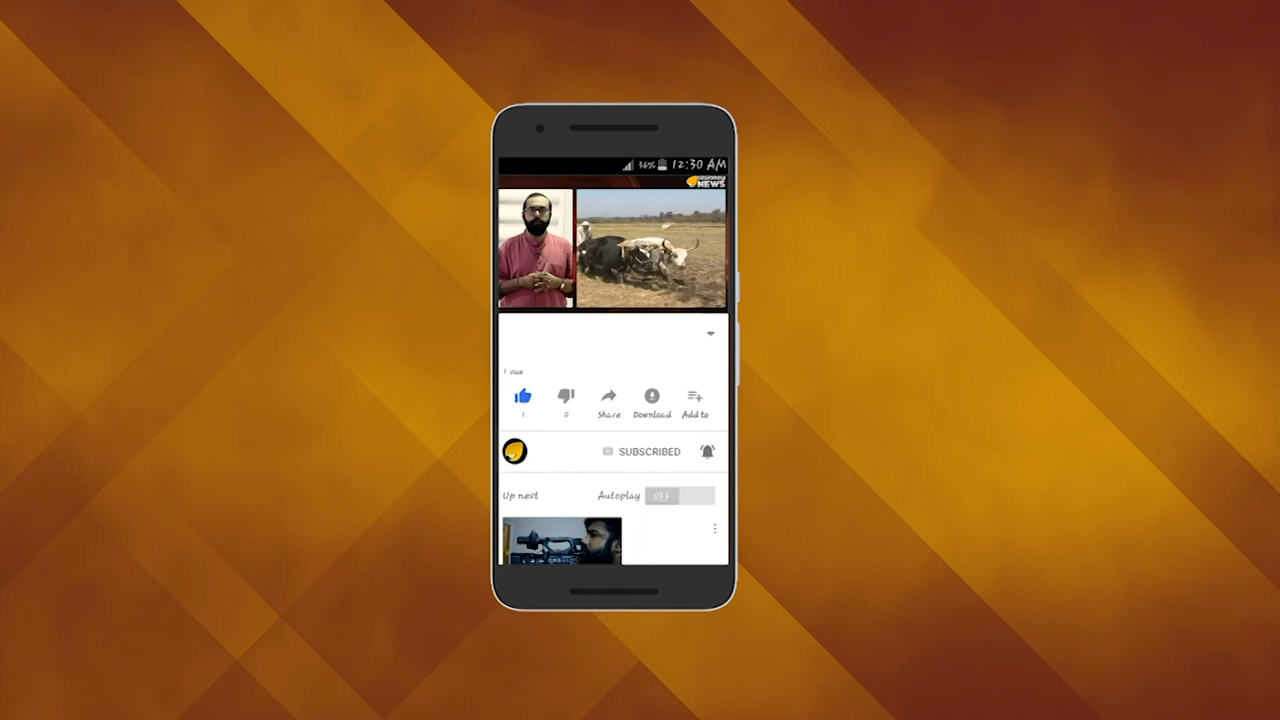 36% 12:30 AM
NEWS
1 view
1 0 Share Download Add to
SUBSCRIBED
Up next Autoplay OFF